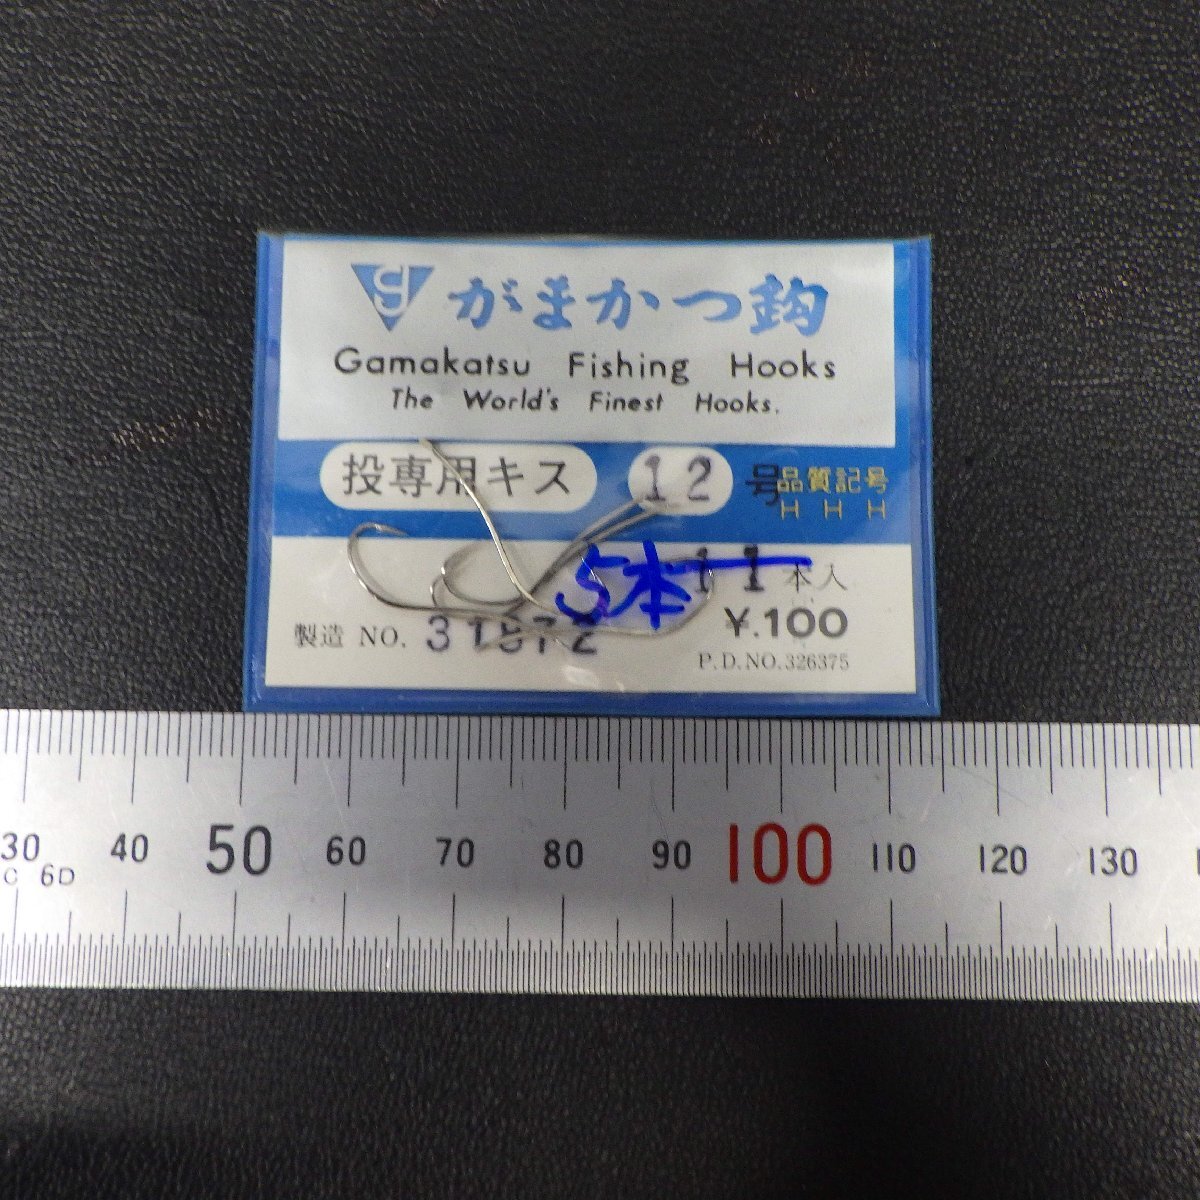 g がまかつ鈎
Gamakatsu Fishing Hooks
The World's Finest Hooks.
投専用キス 12 号 品質記号
H H H
5本 11 本入
製造 NO. 31572 ¥.100
P.D.NO.326375
30 40 50 60 70 80 90 100 110 120 130
C 6D